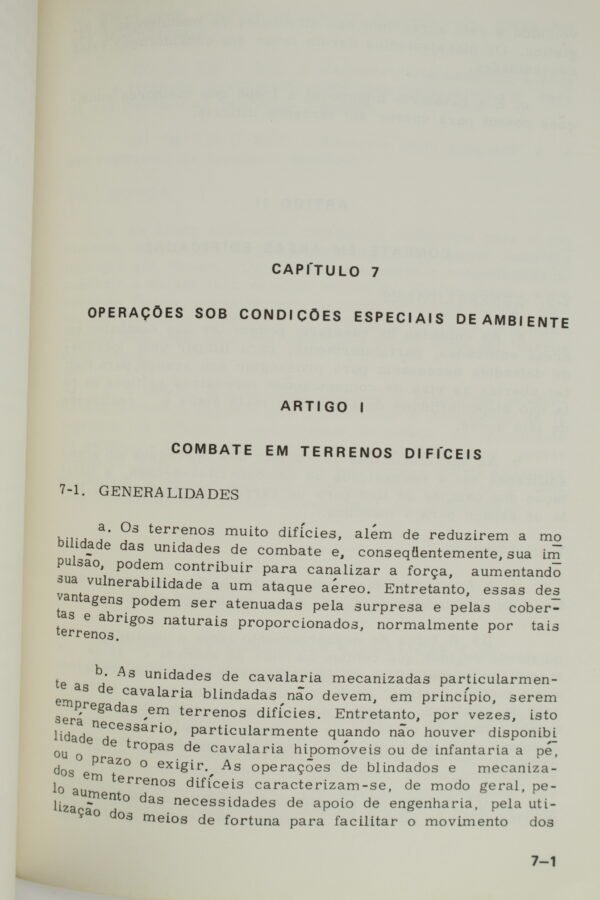 CAPÍTULO 7
OPERAÇÕES SOB CONDIÇÕES ESPECIAIS DE AMBIENTE
ARTIGO I
COMBATE EM TERRENOS DIFÍCEIS
7-1. GENERALIDADES
a. Os terrenos muito difícies, além de reduzirem a mo
bilidade das unidades de combate e, conseqüentemente, sua im
pulsão, podem contribuir para canalizar a força, aumentando
sua vulnerabilidade a um ataque aéreo. Entretanto, essas des
vantagens podem ser atenuadas pela surpresa e pelas cober-
tas e abrigos naturais proporcionados, normalmente por tais
terrenos.
b. As unidades de cavalaria mecanizadas particularmen-
te as de cavalaria blindadas não devem, em princípio, serem
empregadas em terrenos difícies. Entretanto, por vezes, isto
será necessário, particularmente quando não houver disponibi
lidade de tropas de cavalaria hipomóveis ou de infantaria a pé,
ou o prazo o exigir. As operações de blindados e mecaniza-
dos em terrenos difíceis caracterizam-se, de modo geral, pe-
lo aumento das necessidades de apoio de engenharia, pela uti-
lização dos meios de fortuna para facilitar o movimento dos
7-1